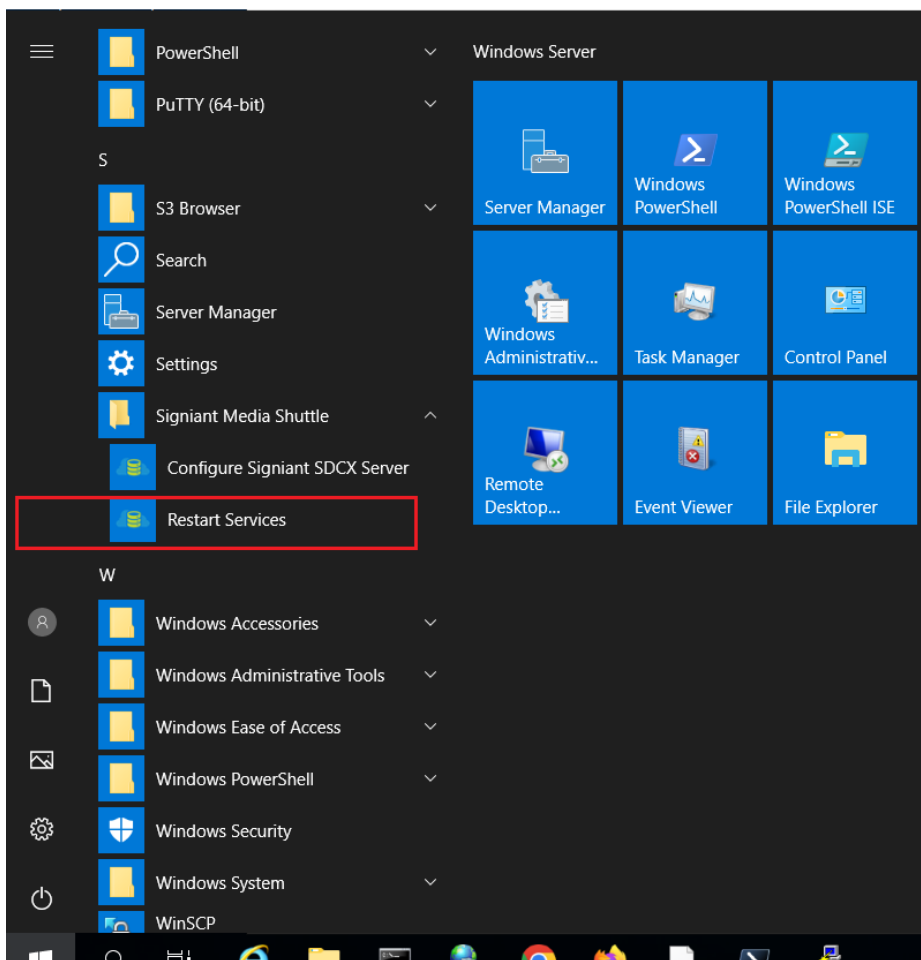 PowerShell
PuTTY (64-bit)
S
S3 Browser
Search
Server Manager
Settings
Signiant Media Shuttle
Configure Signiant SDCX Server
Restart Services
W
Windows Accessories
Windows Administrative Tools
Windows Ease of Access
Windows PowerShell
Windows Security
Windows System
WinSCP
Windows Server
Server Manager
Windows
PowerShell
Windows
PowerShell ISE
Windows
Administrativ...
Task Manager
Control Panel
Remote
Desktop...
Event Viewer
File Explorer